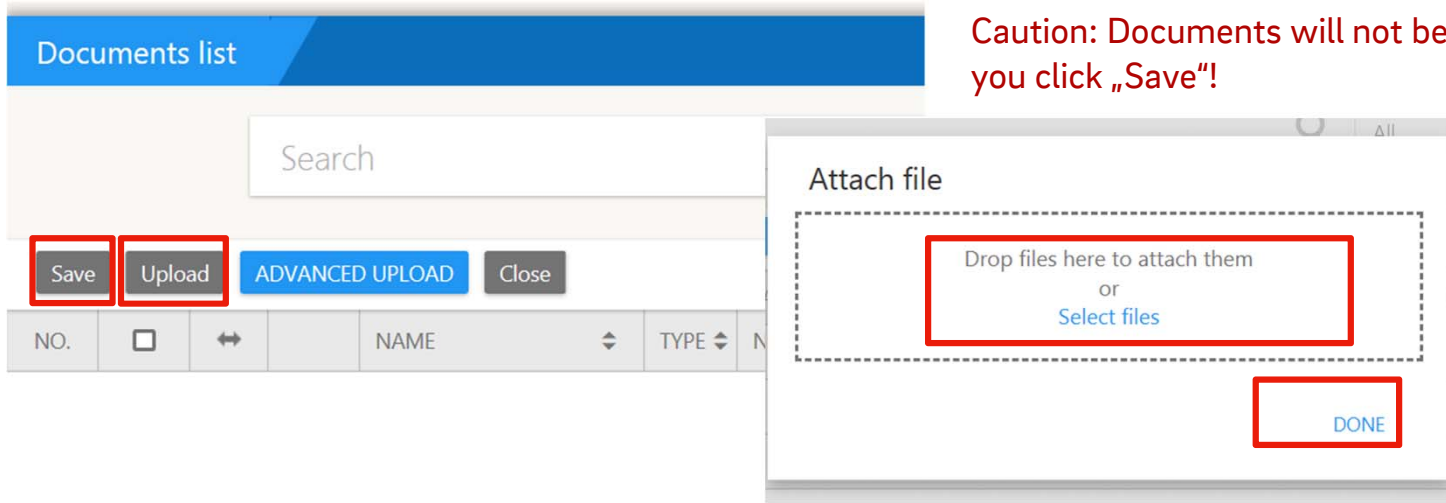 Documents list
Caution: Documents will not be
you click „Save“!
Search
All
Attach file
Drop files here to attach them
or
Select files
DONE
Save Upload ADVANCED UPLOAD Close
NO. NAME TYPE N